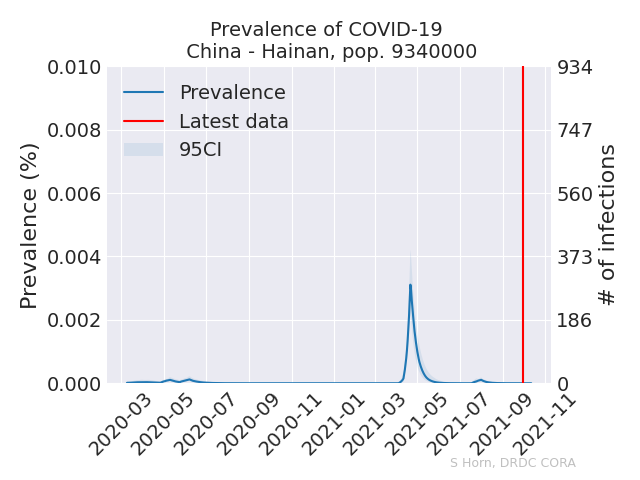 Prevalence of COVID-19
China - Hainan, pop. 9340000
Prevalence
Latest data
95CI
Prevalence (%)
0.010
0.008
0.006
0.004
0.002
0.000
934
747
560
373
186
0
# of infections
2020-03
2020-05
2020-07
2020-09
2020-11
2021-01
2021-03
2021-05
2021-07
2021-09
2021-11
S Horn, DRDC CORA